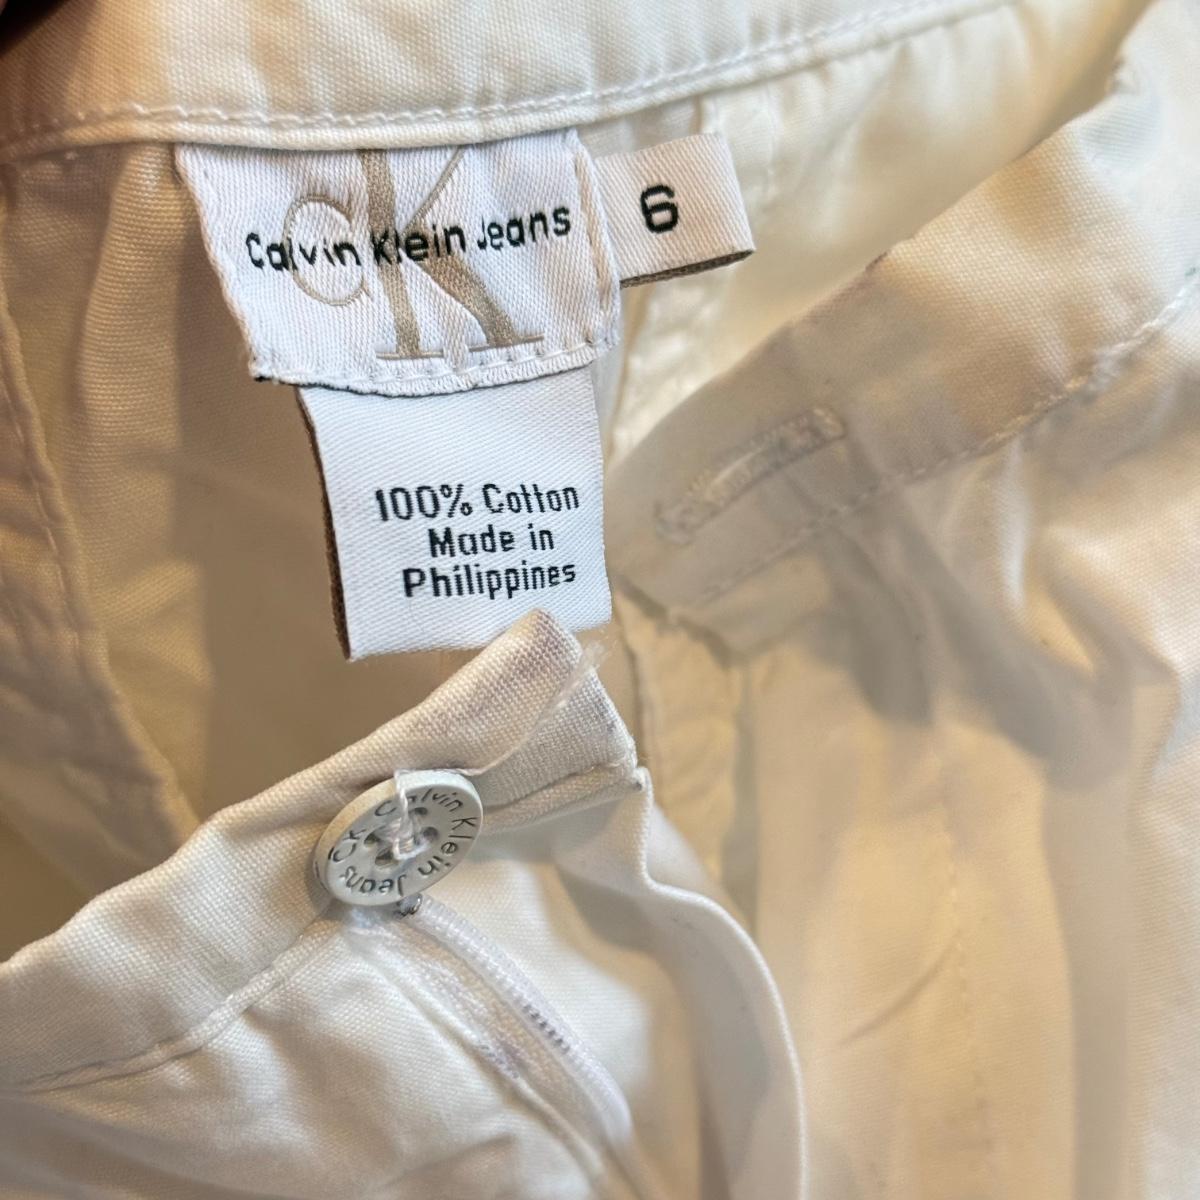 CK
Calvin Klein Jeans
6
100% Cotton
Made in
Philippines
CK Calvin Klein Jeans